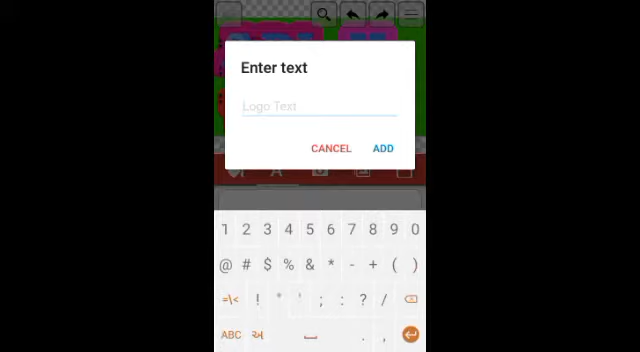 Enter text
Logo Text
CANCEL ADD
1 2 3 4 5 6 7 8 9 0
@ # $ % & * - + ( )
=\< ! " ' ; : ? /
ABC અ . ,